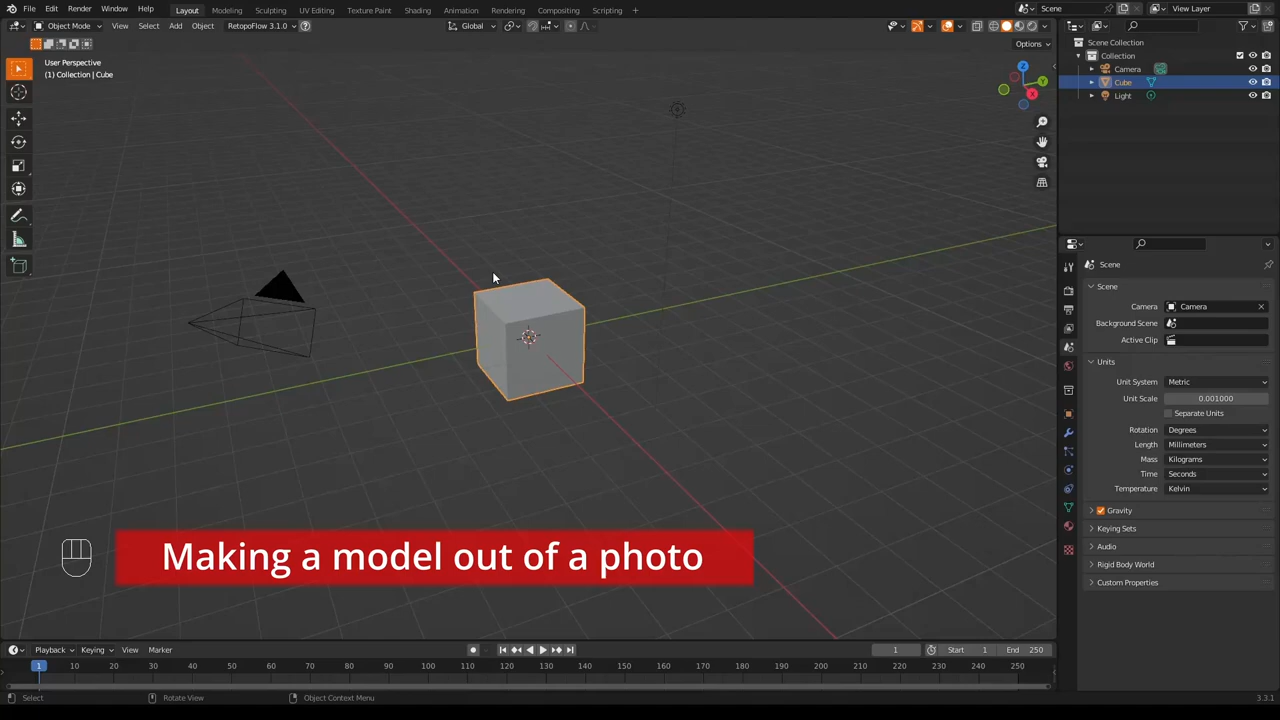 File Edit Render Window Help Layout Modeling Sculpting UV Editing Texture Paint Shading Animation Rendering Compositing Scripting Scene View Layer
Object Mode View Select Add Object RetopoFlow 3.1.0 Global
Options
User Perspective
(1) Collection | Cube
Z
Y
X
Scene Collection
Collection
Camera
Cube
Light
Scene
Scene
Camera Camera
Background Scene
Active Clip
Units
Unit System Metric
Unit Scale 0.001000
Separate Units
Rotation Degrees
Length Millimeters
Mass Kilograms
Time Seconds
Temperature Kelvin
Gravity
Keying Sets
Audio
Rigid Body World
Custom Properties
Making a model out of a photo
Playback Keying View Marker 1 Start 1 End 250
1 10 20 30 40 50 60 70 80 90 100 110 120 130 140 150 160 170 180 190 200 210 220 230 240 250
Select Rotate View Object Context Menu 3.3.1